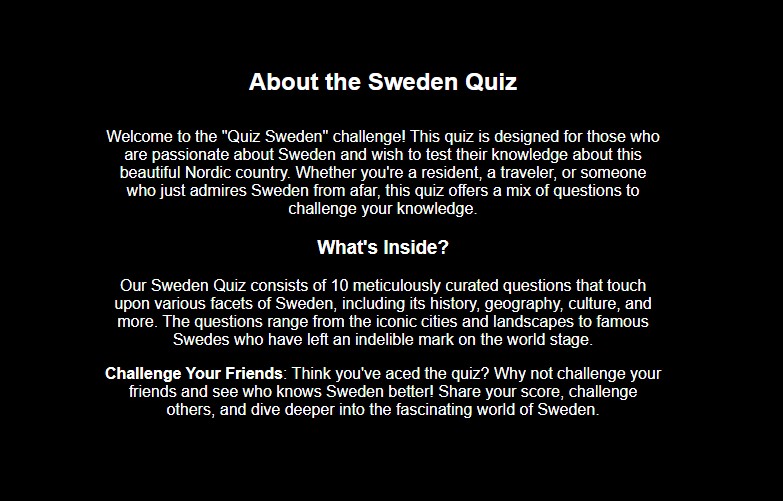 About the Sweden Quiz
Welcome to the "Quiz Sweden" challenge! This quiz is designed for those who
are passionate about Sweden and wish to test their knowledge about this
beautiful Nordic country. Whether you're a resident, a traveler, or someone
who just admires Sweden from afar, this quiz offers a mix of questions to
challenge your knowledge.
What's Inside?
Our Sweden Quiz consists of 10 meticulously curated questions that touch
upon various facets of Sweden, including its history, geography, culture, and
more. The questions range from the iconic cities and landscapes to famous
Swedes who have left an indelible mark on the world stage.
Challenge Your Friends: Think you've aced the quiz? Why not challenge your
friends and see who knows Sweden better! Share your score, challenge
others, and dive deeper into the fascinating world of Sweden.